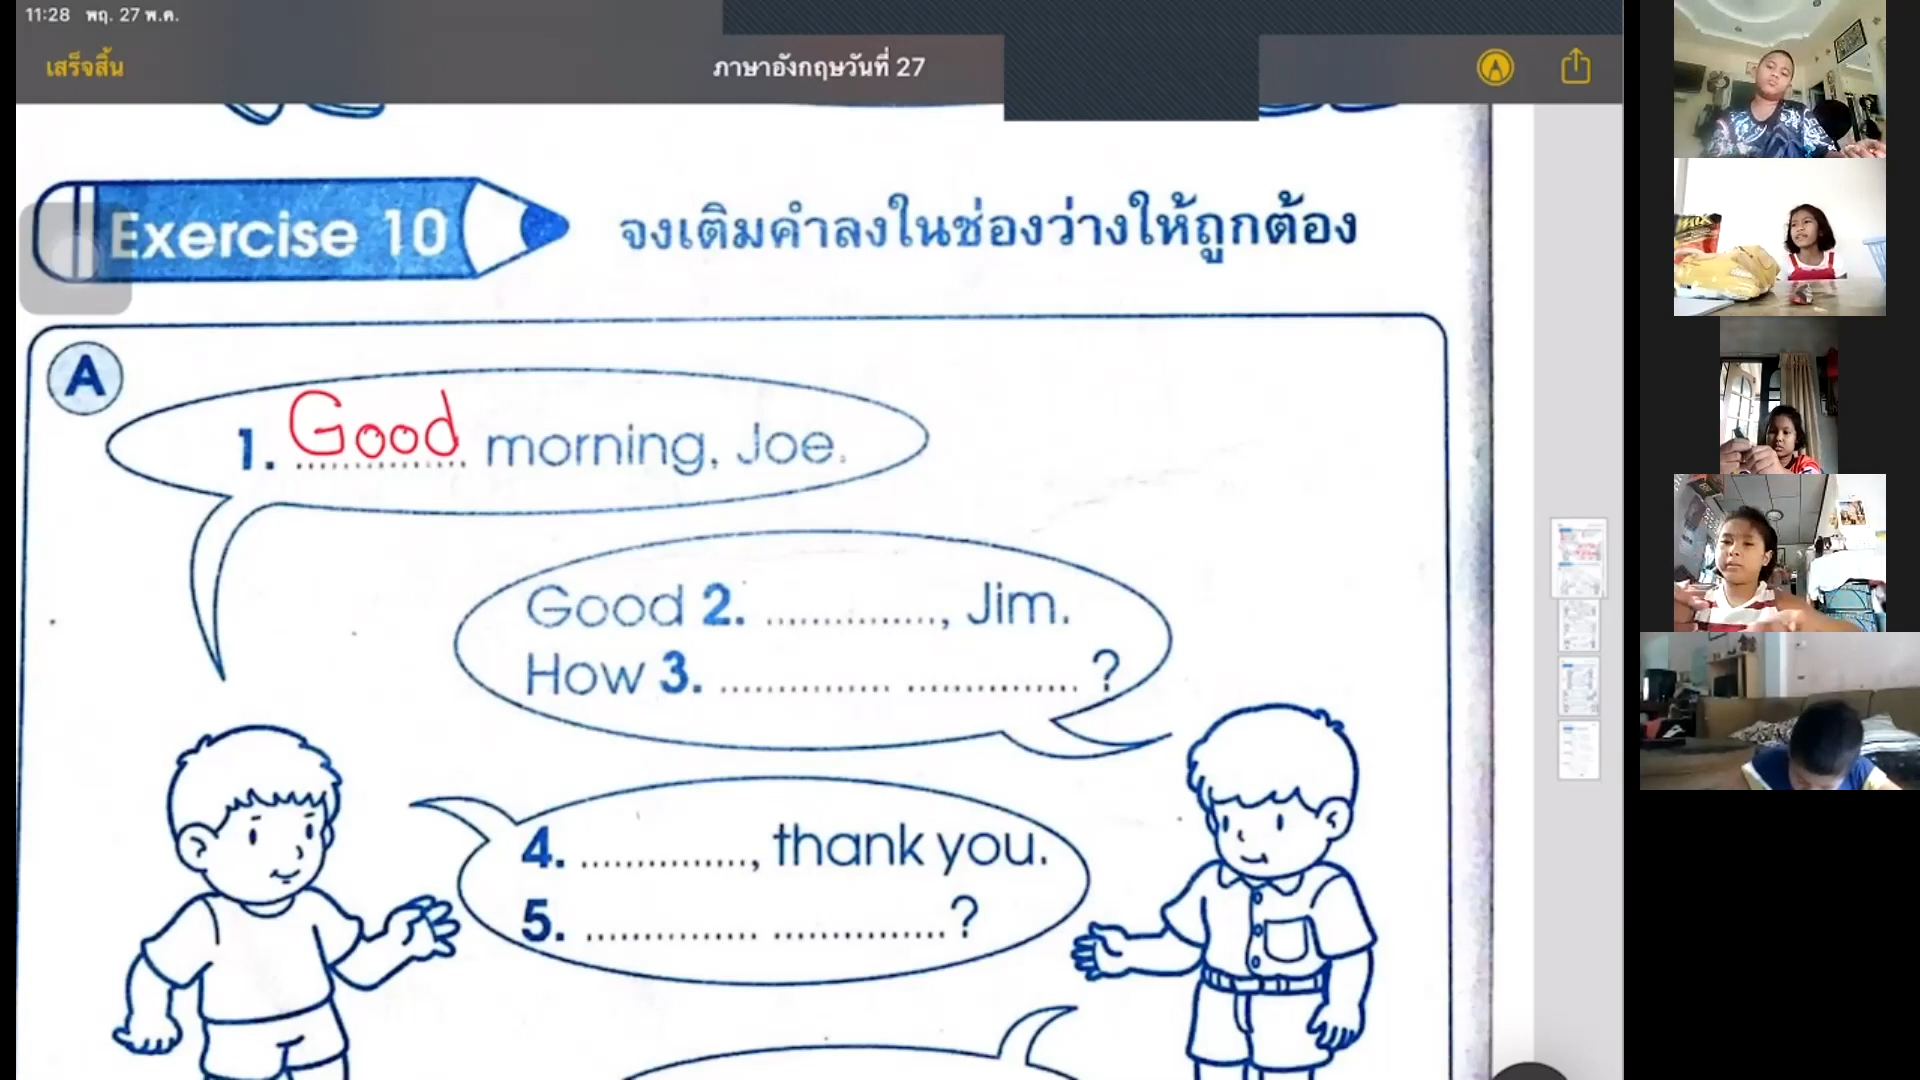 11:28 พฤ. 27 พ.ค.
เสร็จสิ้น ภาษาอังกฤษวันที่ 27
Exercise 10 จงเติมคำลงในช่องว่างให้ถูกต้อง
A
1. Good morning, Joe.
Good 2. ..............., Jim.
How 3. ............... ............... ?
4. ..............., thank you.
5. ............... ............... ?